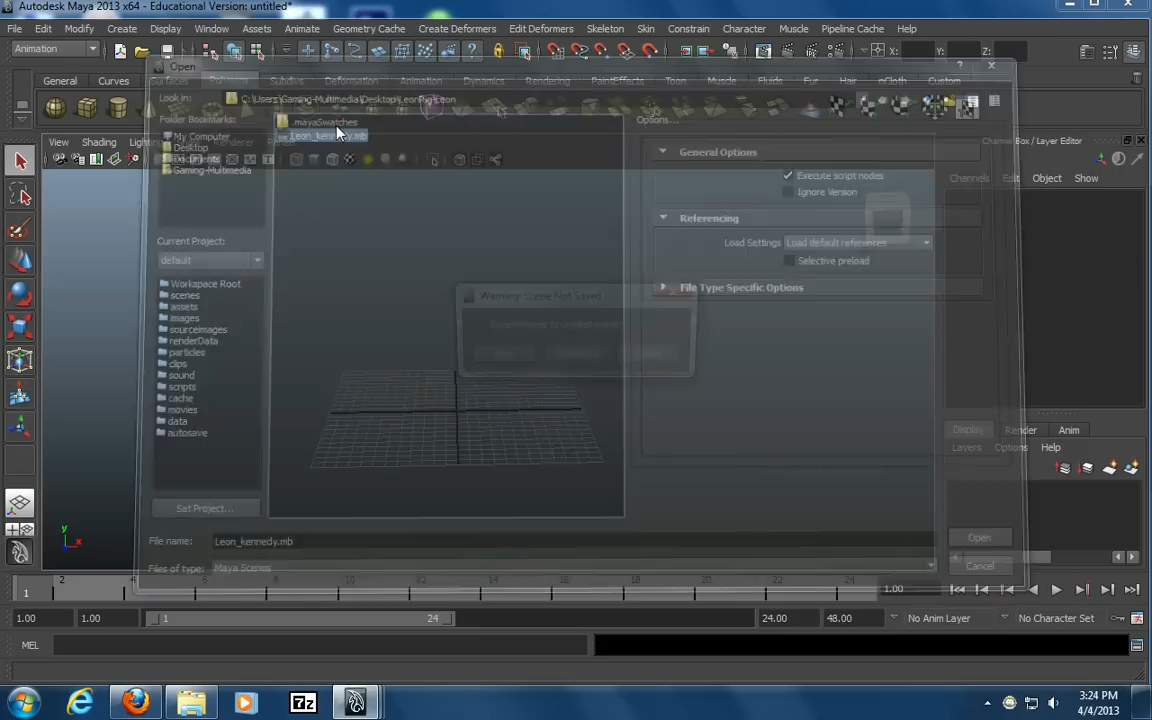 Autodesk Maya 2013 x64 - Educational Version: untitled*
File Edit Modify Create Display Window Assets Animate Geometry Cache Create Deformers Edit Deformers Skeleton Skin Constrain Character Muscle Pipeline Cache Help
Animation X: Y: Z:
Open
General Curves Surfaces Polygons Subdivs Deformation Animation Dynamics Rendering PaintEffects Toon Muscle Fluids Fur Hair nCloth Custom
Look in: C:\Users\Gaming-Multimedia\Desktop\LeonRig\Leon
Folder Bookmarks: .mayaSwatches Options...
My Computer Leon_kennedy.mb
View Shading Renderer Panels Channel Box / Layer Editor
Desktop General Options
Documents
Gaming-Multimedia Execute script nodes Channels Object Show
Ignore Version
Referencing
Current Project: Load Settings Load default references
default Selective preload
Workspace Root File Type Specific Options
scenes Warning: Scene Not Saved
assets
images
sourceimages
renderData
particles
clips
sound
scripts
cache
movies
data Display Render Anim
autosave Layers Options Help
Set Project...
File name: Leon_kennedy.mb Open
Files of type: Maya Scenes Cancel
2 6 8 10 12 14 16 18 20 22 24
1 1.00
1.00 1.00 1 24 24.00 48.00 No Anim Layer No Character Set
MEL
3:24 PM
4/4/2013